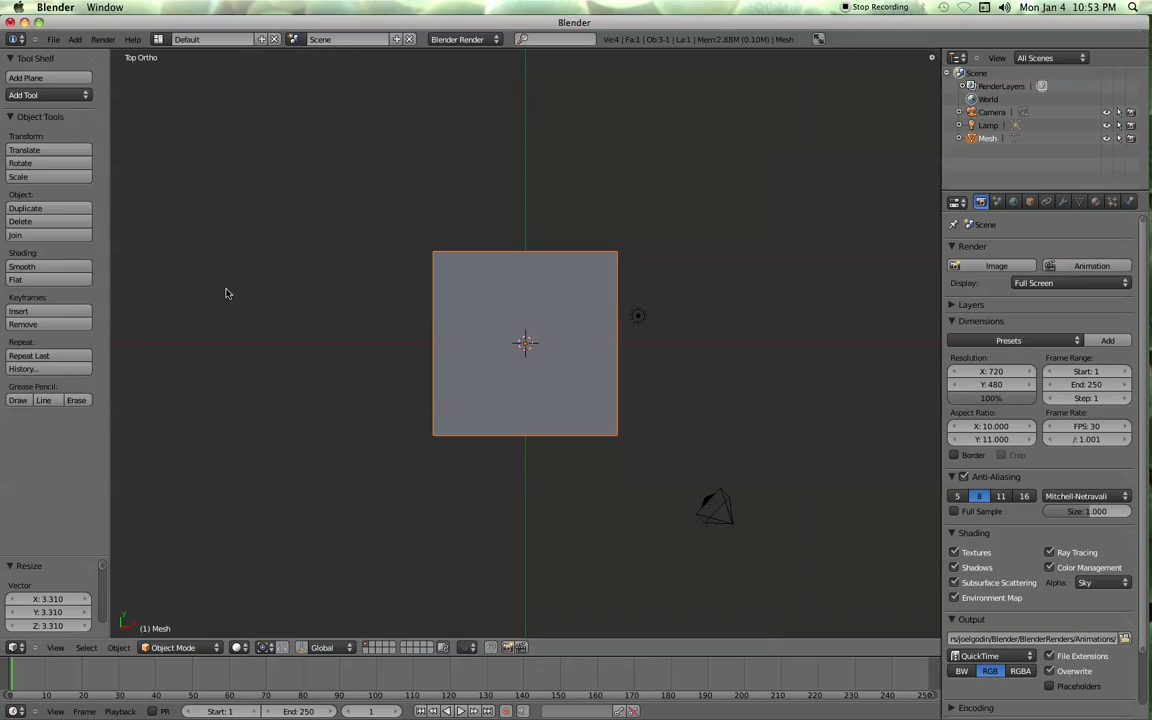 Blender Window Stop Recording Mon Jan 4 10:53 PM
Blender
File Add Render Help Default Scene Blender Render Ve:4 | Fa:1 | Ob:3-1 | La:1 | Mem:2.88M (0.10M) | Mesh
Tool Shelf
Add Plane
Add Tool
Object Tools
Transform:
Translate
Rotate
Scale
Object:
Duplicate
Delete
Join
Shading:
Smooth
Flat
Keyframes:
Insert
Remove
Repeat:
Repeat Last
History...
Grease Pencil:
Draw Line Erase
Resize
Vector
X: 3.310
Y: 3.310
Z: 3.310
Top Ortho
y
x
(1) Mesh
View Select Object Object Mode Global
0 10 20 30 40 50 60 70 80 90 100 110 120 130 140 150 160 170 180 190 200 210 220 230 240 250
View Frame Playback PR Start: 1 End: 250 1
View All Scenes
Scene
RenderLayers
World
Camera
Lamp
Mesh
Scene
Render
Image Animation
Display: Full Screen
Layers
Dimensions
Presets Add
Resolution: Frame Range:
X: 720 Start: 1
Y: 480 End: 250
100% Step: 1
Aspect Ratio: Frame Rate:
X: 10.000 FPS: 30
Y: 11.000 /: 1.001
Border Crop
Anti-Aliasing
5 8 11 16 Mitchell-Netravali
Full Sample Size: 1.000
Shading
Textures Ray Tracing
Shadows Color Management
Subsurface Scattering Alpha: Sky
Environment Map
Output
rs/joelgodin/Blender/BlenderRenders/Animations/
QuickTime File Extensions
BW RGB RGBA Overwrite
Placeholders
Encoding